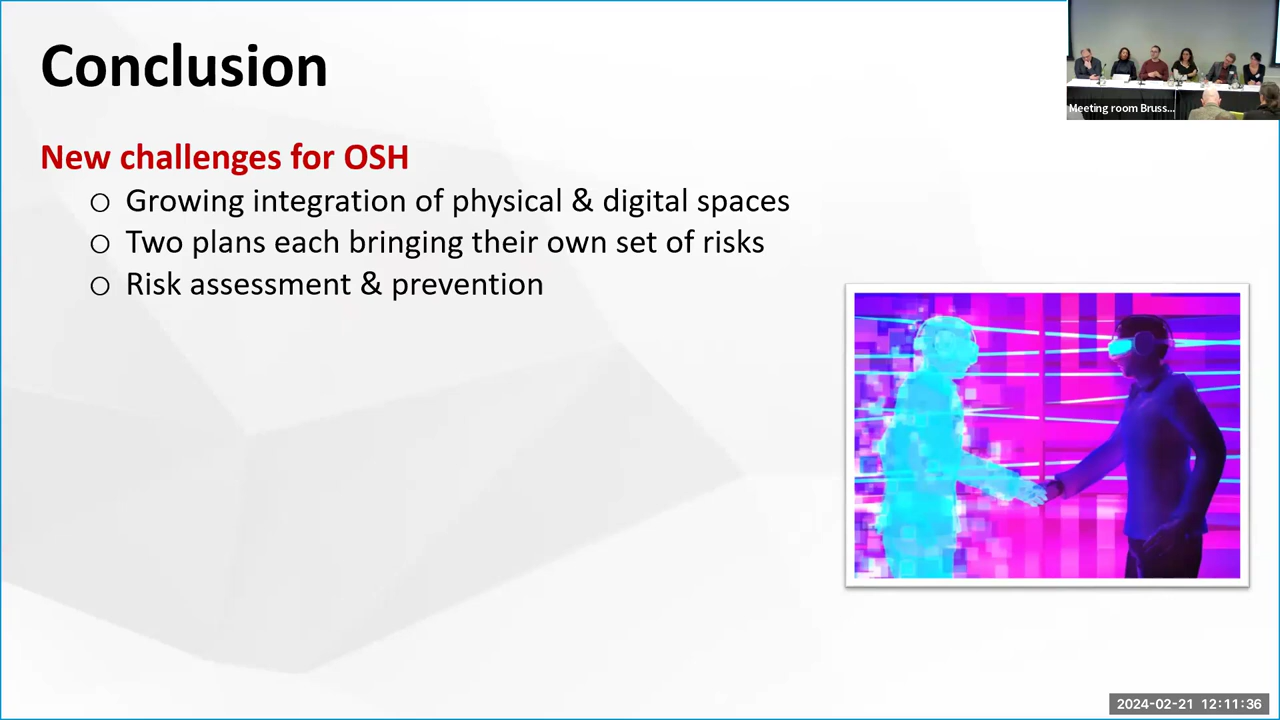 Conclusion
Meeting room Bruss...
New challenges for OSH
Growing integration of physical & digital spaces
Two plans each bringing their own set of risks
Risk assessment & prevention
2024-02-21 12:11:36